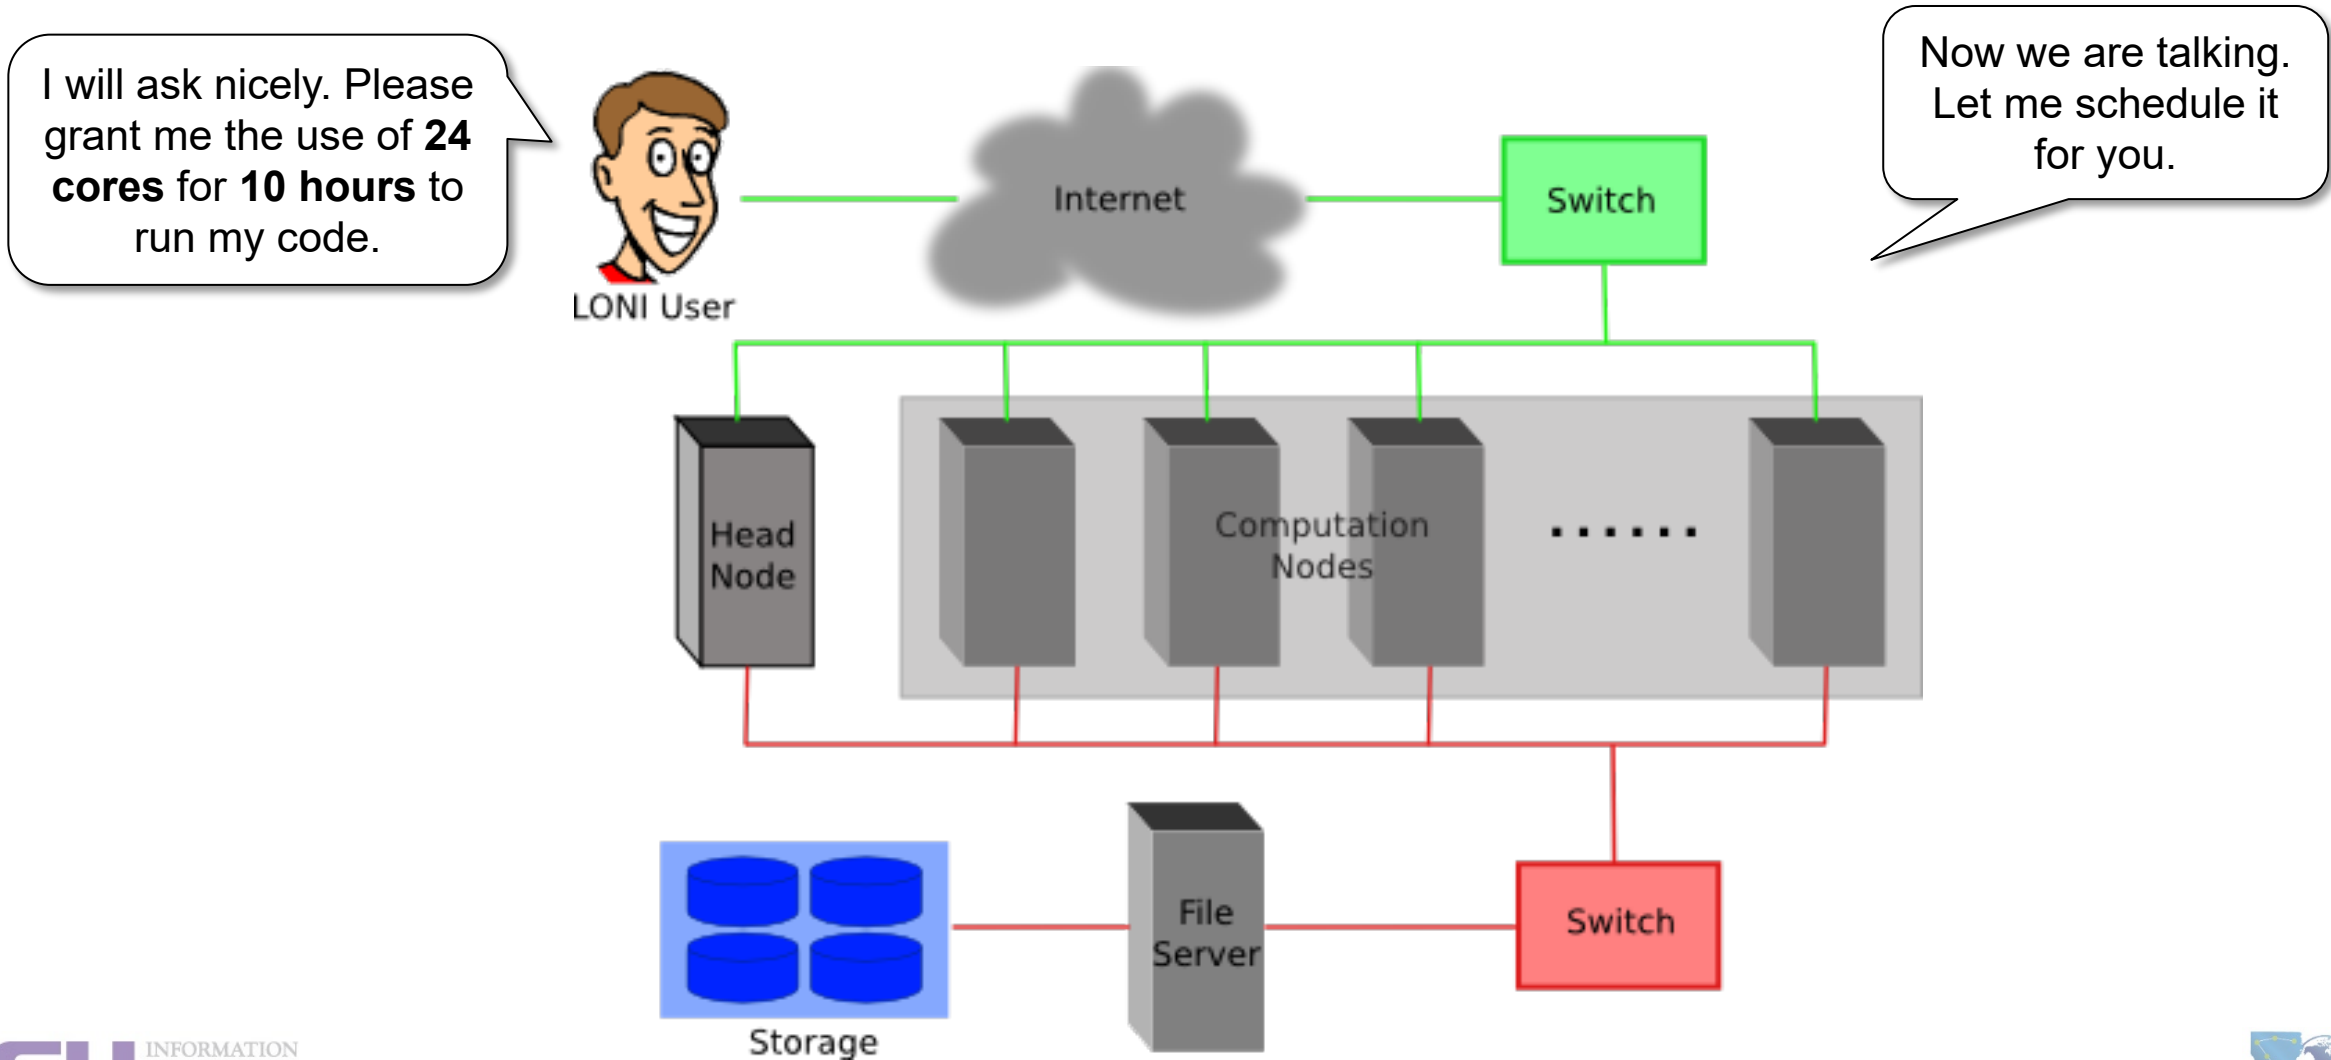 I will ask nicely. Please
grant me the use of 24
cores for 10 hours to
run my code.
Now we are talking.
Let me schedule it
for you.
LONI User
Internet
Switch
Head
Node
Computation
Nodes
......
File
Server
Switch
Storage
INFORMATION